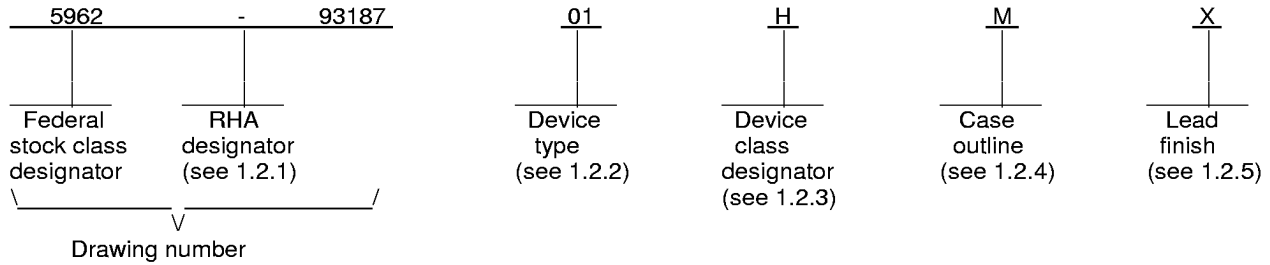 5962 - 93187 01 H M X
Federal stock class designator
RHA designator (see 1.2.1)
Device type (see 1.2.2)
Device class designator (see 1.2.3)
Case outline (see 1.2.4)
Lead finish (see 1.2.5)
Drawing number